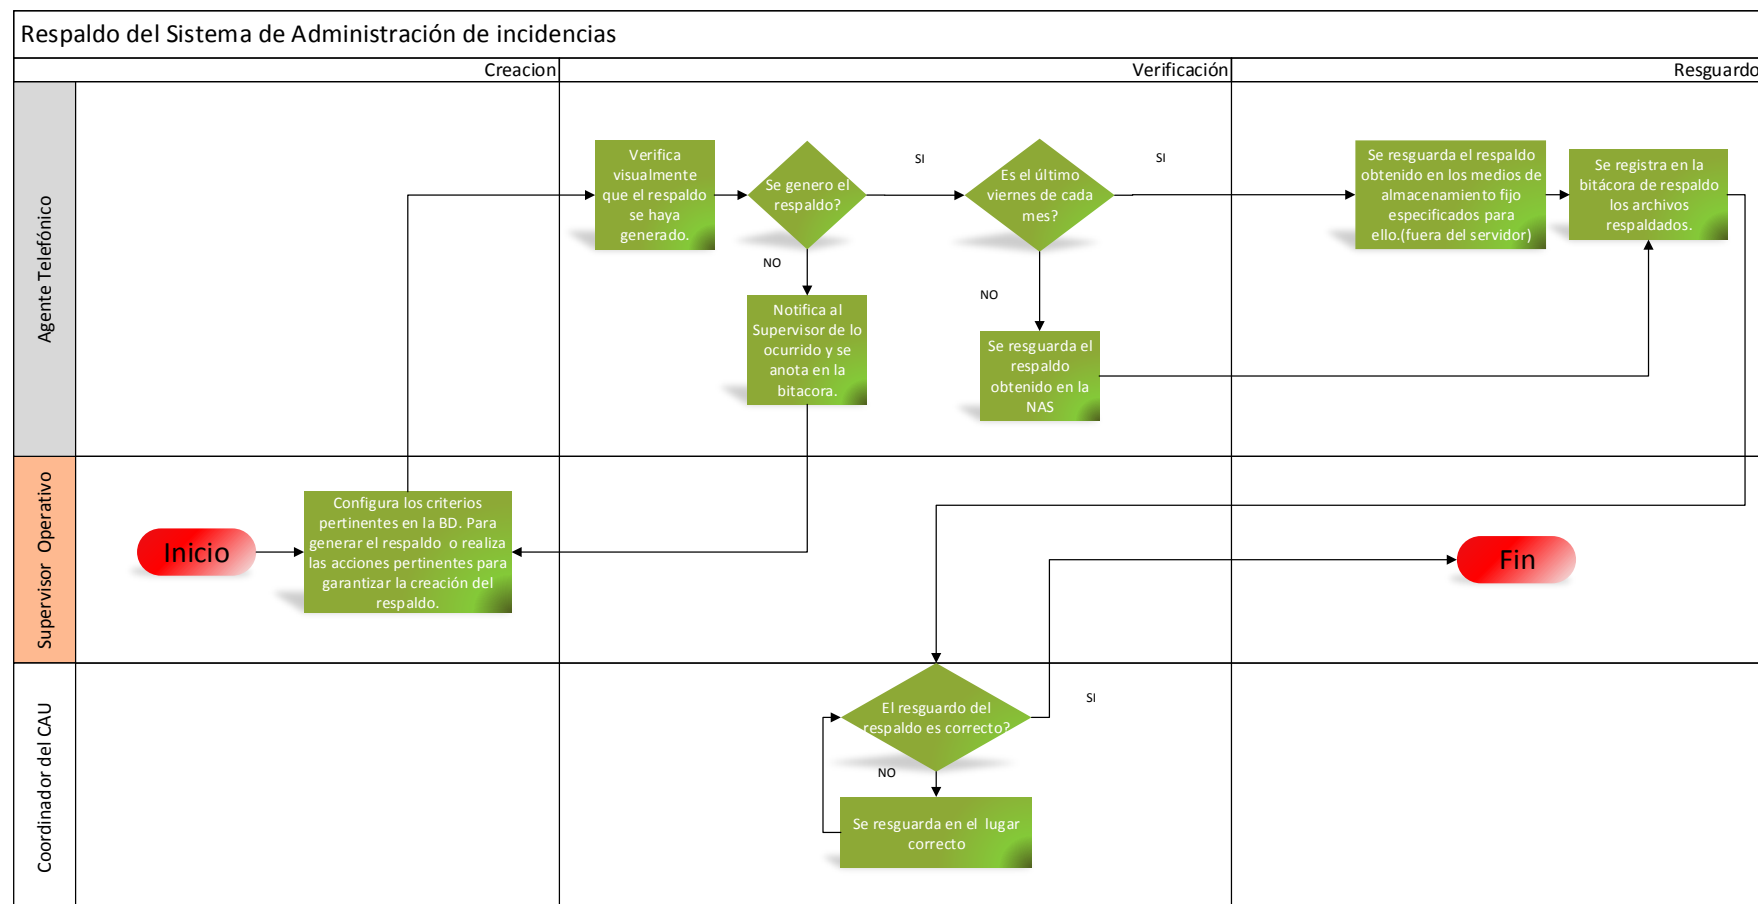 Respaldo del Sistema de Administración de incidencias
Creacion
Verificación
Resguardo
Agente Telefónico
Verifica
visualmente
que el respaldo
se haya
generado.
Se genero el
respaldo?
SI
Es el último
viernes de cada
mes?
SI
Se resguarda el respaldo
obtenido en los medios de
almacenamiento fijo
especificados para
ello.(fuera del servidor)
Se registra en la
bitácora de respaldo
los archivos
respaldados.
NO
NO
Notifica al
Supervisor de lo
ocurrido y se
anota en la
bitacora.
Se resguarda el
respaldo
obtenido en la
NAS
Supervisor Operativo
Inicio
Configura los criterios
pertinentes en la BD. Para
generar el respaldo o realiza
las acciones pertinentes para
garantizar la creación del
respaldo.
Fin
Coordinador del CAU
El resguardo del
respaldo es correcto?
SI
NO
Se resguarda en el lugar
correcto